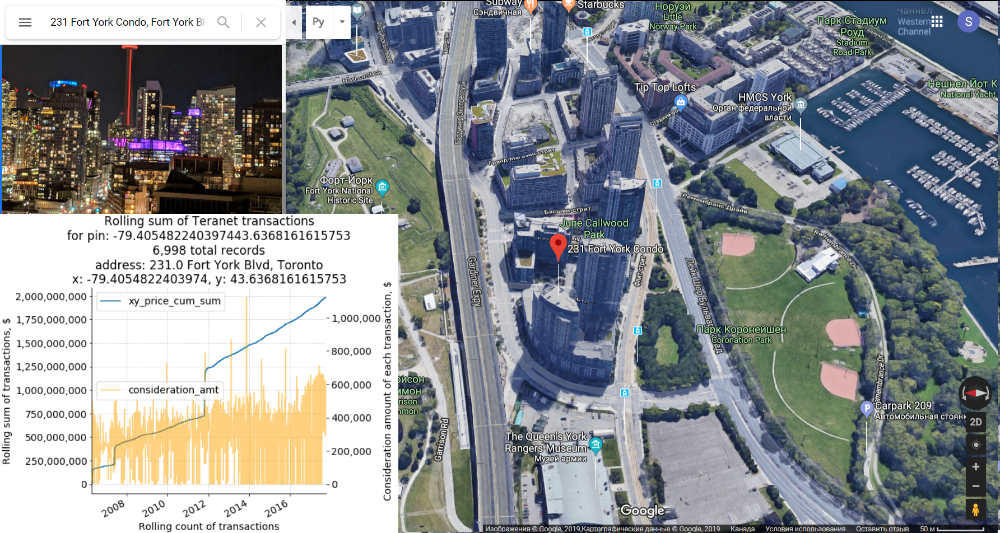 231 Fort York Condo, Fort York Bl
Ру
Subway
Сэндвичная
Starbucks
Норуэй
Little
Norway Park
Парк Стадиум
Роуд
Stadium
Road Park
Чаннел
Western
Channel
S
Bathurst St
Tip Top Lofts
HMCS York
Орган федеральной
власти
Нешнел Йот К
National Yacht
Гардинер Экспресуэй
Гранд-Магазин-стрит
Форт-Йорк
Fort York National
Historic Site
Басшен-стрит
June Callwood
Park
231 Fort York Condo
Ремембранс Драйв
Remembrance Dr
Gardiner Expy
Флит-стрит
Парк Коронейшен
Coronation Park
Remembrance Dr
Carpark 209
P
Автомобильная стоянк
The Queen's York
Rangers Museum
Музей армии
Garrison Rd
рисон
ммон
rison
mmon
2D
Google
Изображения © Google, 2019,Картографические данные © Google, 2019
Канада
Условия использования
Оставить отзыв
50 м
Rolling sum of Teranet transactions
for pin: -79.405482240397443.6368161615753
6,998 total records
address: 231.0 Fort York Blvd, Toronto
x: -79.4054822403974, y: 43.6368161615753
xy_price_cum_sum
consideration_amt
Rolling sum of transactions, $
2,000,000,000
1,750,000,000
1,500,000,000
1,250,000,000
1,000,000,000
750,000,000
500,000,000
250,000,000
0
Consideration amount of each transaction, $
1,000,000
800,000
600,000
400,000
200,000
0
2008
2010
2012
2014
2016
Rolling count of transactions